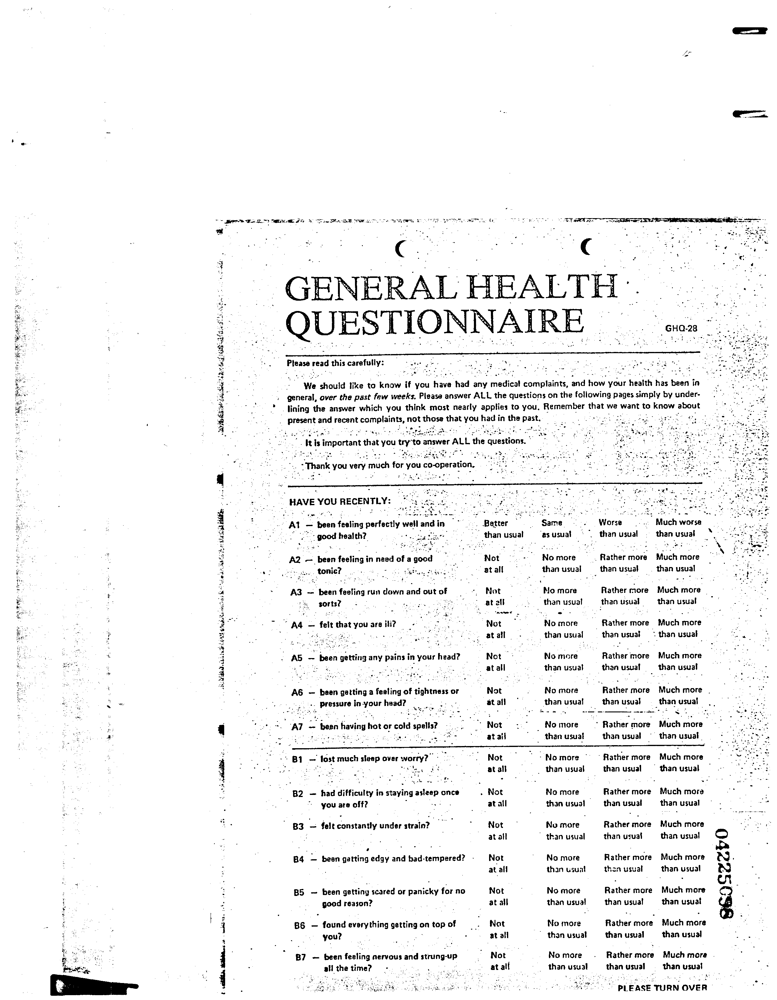 GENERAL HEALTH
QUESTIONNAIRE
GHQ-28
Please read this carefully:
We should like to know if you have had any medical complaints, and how your health has been in
general, over the past few weeks. Please answer ALL the questions on the following pages simply by under-
lining the answer which you think most nearly applies to you. Remember that we want to know about
present and recent complaints, not those that you had in the past.
It is important that you try to answer ALL the questions.
Thank you very much for you co-operation.
HAVE YOU RECENTLY:
A1 — been feeling perfectly well and in Better Same Worse Much worse
good health? than usual as usual than usual than usual
A2 — been feeling in need of a good Not No more Rather more Much more
tonic? at all than usual than usual than usual
A3 — been feeling run down and out of Not No more Rather more Much more
sorts? at all than usual than usual than usual
A4 — felt that you are ill? Not No more Rather more Much more
at all than usual than usual than usual
A5 — been getting any pains in your head? Not No more Rather more Much more
at all than usual than usual than usual
A6 — been getting a feeling of tightness or Not No more Rather more Much more
pressure in your head? at all than usual than usual than usual
A7 — been having hot or cold spells? Not No more Rather more Much more
at all than usual than usual than usual
B1 — lost much sleep over worry? Not No more Rather more Much more
at all than usual than usual than usual
B2 — had difficulty in staying asleep once Not No more Rather more Much more
you are off? at all than usual than usual than usual
B3 — felt constantly under strain? Not No more Rather more Much more
at all than usual than usual than usual
B4 — been getting edgy and bad-tempered? Not No more Rather more Much more
at all than usual than usual than usual
B5 — been getting scared or panicky for no Not No more Rather more Much more
good reason? at all than usual than usual than usual
B6 — found everything getting on top of Not No more Rather more Much more
you? at all than usual than usual than usual
B7 — been feeling nervous and strung-up Not No more Rather more Much more
all the time? at all than usual than usual than usual
PLEASE TURN OVER
04225098